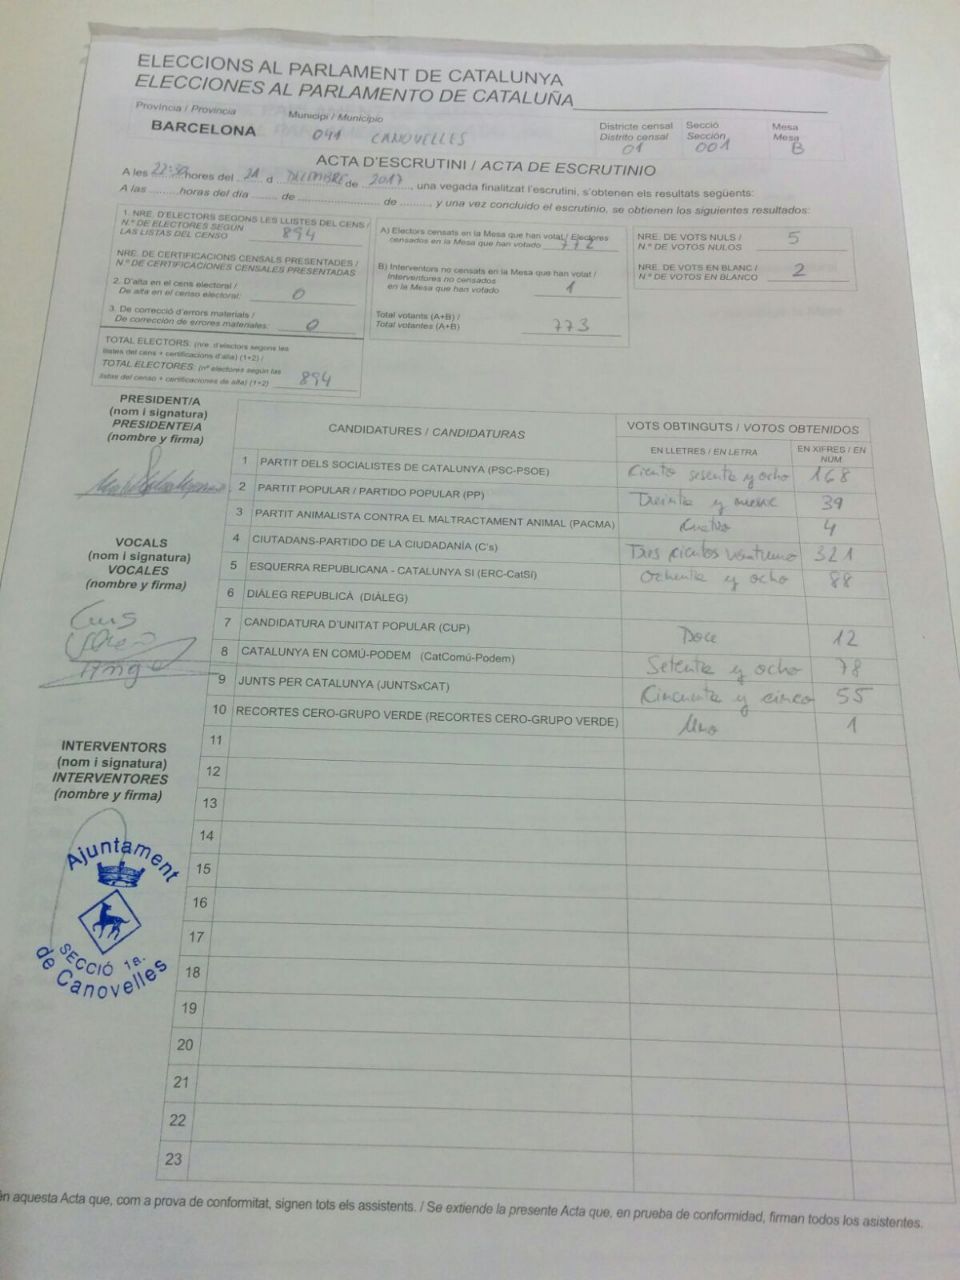 ELECCIONS AL PARLAMENT DE CATALUNYA
ELECCIONES AL PARLAMENTO DE CATALUÑA
Província / Provincia
BARCELONA
Municipi / Municipio
041 CANOVELLES
Districte censal
Distrito censal
01
Secció
Sección
001
Mesa
Mesa
B
ACTA D'ESCRUTINI / ACTA DE ESCRUTINIO
A les 22:30 hores del 21 d DICIEMBRE de 2017, una vegada finalitzat l'escrutini, s'obtenen els resultats següents:
A las ......... horas del día ........ de .............................. de ........, y una vez concluido el escrutinio, se obtienen los siguientes resultados:
1. NRE. D'ELECTORS SEGONS LES LLISTES DEL CENS /
N.º DE ELECTORES SEGÚN
LAS LISTAS DEL CENSO 894
NRE. DE CERTIFICACIONS CENSALS PRESENTADES /
N.º DE CERTIFICACIONES CENSALES PRESENTADAS
2. D'alta en el cens electoral /
De alta en el censo electoral: 0
3. De correcció d'errors materials /
De corrección de errores materiales: 0
TOTAL ELECTORS: (nre. d'electors segons les
llistes del cens + certificacions d'alta) (1+2) /
TOTAL ELECTORES: (nº electores según las
listas del censo + certificaciones de alta) (1+2) 894
A) Electors censats en la Mesa que han votat / Electores
censados en la Mesa que han votado 772
B) Interventors no censats en la Mesa que han votat /
Interventores no censados
en la Mesa que han votado 1
Total votants (A+B) /
Total votantes (A+B) 773
NRE. DE VOTS NULS /
N.º DE VOTOS NULOS 5
NRE. DE VOTS EN BLANC /
N.º DE VOTOS EN BLANCO 2
PRESIDENT/A
(nom i signatura)
PRESIDENTE/A
(nombre y firma)
VOCALS
(nom i signatura)
VOCALES
(nombre y firma)
INTERVENTORS
(nom i signatura)
INTERVENTORES
(nombre y firma)
Ajuntament
SECCIÓ 1a.
de Canovelles
CANDIDATURES / CANDIDATURAS
VOTS OBTINGUTS / VOTOS OBTENIDOS
EN LLETRES / EN LETRA
EN XIFRES / EN NÚM.
1 PARTIT DELS SOCIALISTES DE CATALUNYA (PSC-PSOE) Ciento sesenta y ocho 168
2 PARTIT POPULAR / PARTIDO POPULAR (PP) Treinta y nueve 39
3 PARTIT ANIMALISTA CONTRA EL MALTRACTAMENT ANIMAL (PACMA) Cuatro 4
4 CIUTADANS-PARTIDO DE LA CIUDADANÍA (C's) Tres cientos veintiuno 321
5 ESQUERRA REPUBLICANA - CATALUNYA SI (ERC-CatSí) Ochenta y ocho 88
6 DIÀLEG REPUBLICÀ (DIÀLEG)
7 CANDIDATURA D'UNITAT POPULAR (CUP) Doce 12
8 CATALUNYA EN COMÚ-PODEM (CatComú-Podem) Setenta y ocho 78
9 JUNTS PER CATALUNYA (JUNTSxCAT) Cincuenta y cinco 55
10 RECORTES CERO-GRUPO VERDE (RECORTES CERO-GRUPO VERDE) Uno 1
11
12
13
14
15
16
17
18
19
20
21
22
23
én aquesta Acta que, com a prova de conformitat, signen tots els assistents. / Se extiende la presente Acta que, en prueba de conformidad, firman todos los asistentes.